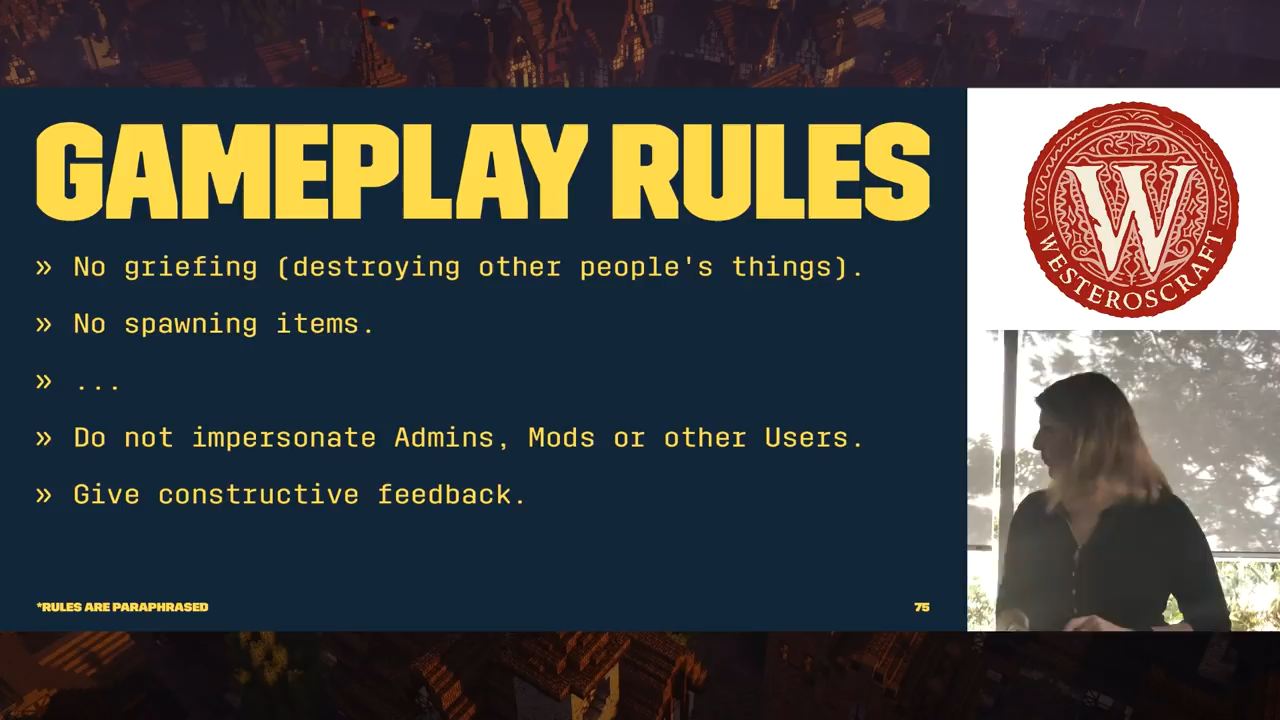 GAMEPLAY RULES
» No griefing (destroying other people's things).
» No spawning items.
» ...
» Do not impersonate Admins, Mods or other Users.
» Give constructive feedback.
*RULES ARE PARAPHRASED
75
W
WESTEROSCRAFT